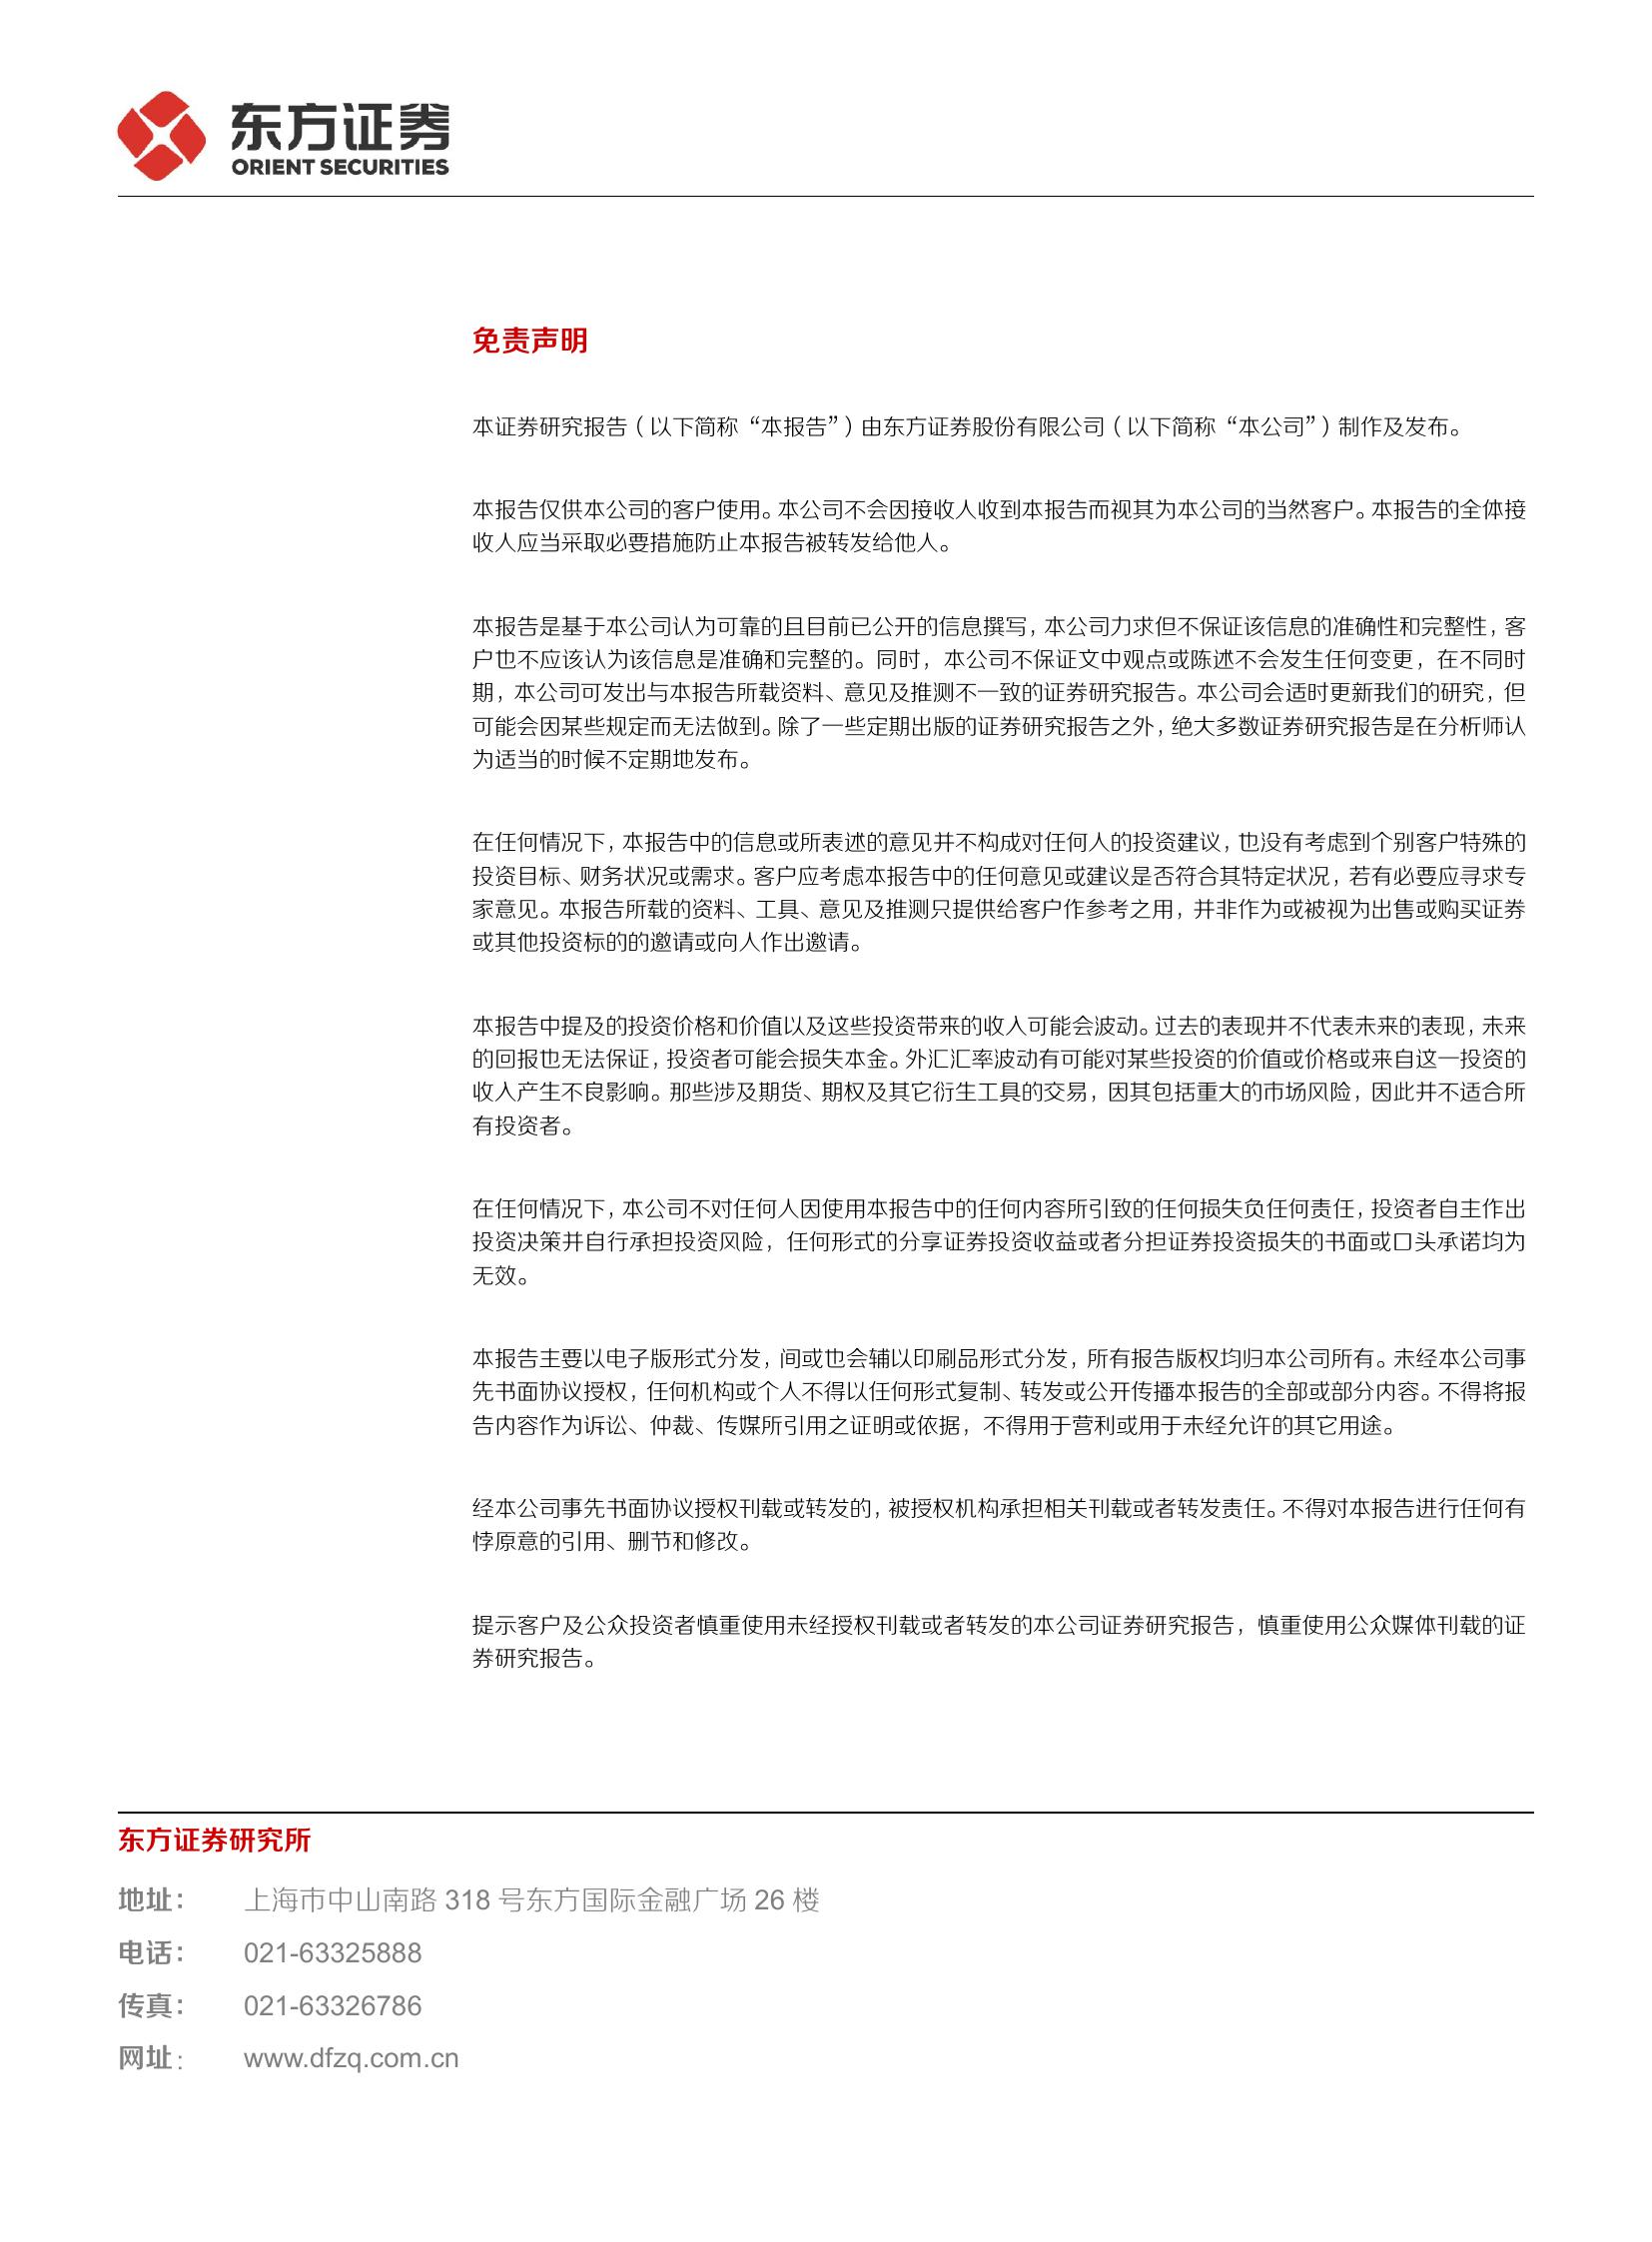 东方证券
ORIENT SECURITIES
免责声明
本证券研究报告（以下简称“本报告”）由东方证券股份有限公司（以下简称“本公司”）制作及发布。
本报告仅供本公司的客户使用。本公司不会因接收人收到本报告而视其为本公司的当然客户。本报告的全体接
收人应当采取必要措施防止本报告被转发给他人。
本报告是基于本公司认为可靠的且目前已公开的信息撰写，本公司力求但不保证该信息的准确性和完整性，客
户也不应该认为该信息是准确和完整的。同时，本公司不保证文中观点或陈述不会发生任何变更，在不同时
期，本公司可发出与本报告所载资料、意见及推测不一致的证券研究报告。本公司会适时更新我们的研究，但
可能会因某些规定而无法做到。除了一些定期出版的证券研究报告之外，绝大多数证券研究报告是在分析师认
为适当的时候不定期地发布。
在任何情况下，本报告中的信息或所表述的意见并不构成对任何人的投资建议，也没有考虑到个别客户特殊的
投资目标、财务状况或需求。客户应考虑本报告中的任何意见或建议是否符合其特定状况，若有必要应寻求专
家意见。本报告所载的资料、工具、意见及推测只提供给客户作参考之用，并非作为或被视为出售或购买证券
或其他投资标的的邀请或向人作出邀请。
本报告中提及的投资价格和价值以及这些投资带来的收入可能会波动。过去的表现并不代表未来的表现，未来
的回报也无法保证，投资者可能会损失本金。外汇汇率波动有可能对某些投资的价值或价格或来自这一投资的
收入产生不良影响。那些涉及期货、期权及其它衍生工具的交易，因其包括重大的市场风险，因此并不适合所
有投资者。
在任何情况下，本公司不对任何人因使用本报告中的任何内容所引致的任何损失负任何责任，投资者自主作出
投资决策并自行承担投资风险，任何形式的分享证券投资收益或者分担证券投资损失的书面或口头承诺均为
无效。
本报告主要以电子版形式分发，间或也会辅以印刷品形式分发，所有报告版权均归本公司所有。未经本公司事
先书面协议授权，任何机构或个人不得以任何形式复制、转发或公开传播本报告的全部或部分内容。不得将报
告内容作为诉讼、仲裁、传媒所引用之证明或依据，不得用于营利或用于未经允许的其它用途。
经本公司事先书面协议授权刊载或转发的，被授权机构承担相关刊载或者转发责任。不得对本报告进行任何有
悖原意的引用、删节和修改。
提示客户及公众投资者慎重使用未经授权刊载或者转发的本公司证券研究报告，慎重使用公众媒体刊载的证
券研究报告。
东方证券研究所
地址： 上海市中山南路 318 号东方国际金融广场 26 楼
电话： 021-63325888
传真： 021-63326786
网址： www.dfzq.com.cn